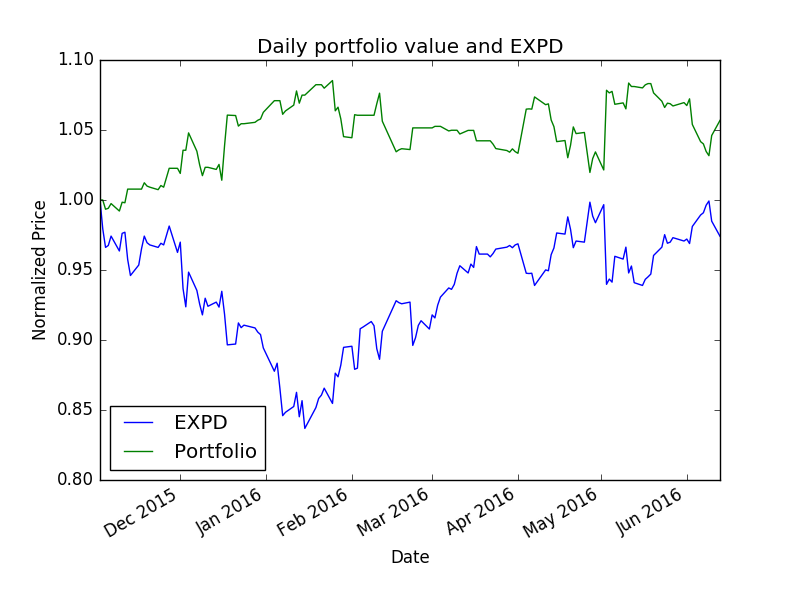 Daily portfolio value and EXPD
1.10
1.05
1.00
0.95
0.90
0.85
0.80
Normalized Price
EXPD
Portfolio
Dec 2015
Jan 2016
Feb 2016
Mar 2016
Apr 2016
May 2016
Jun 2016
Date